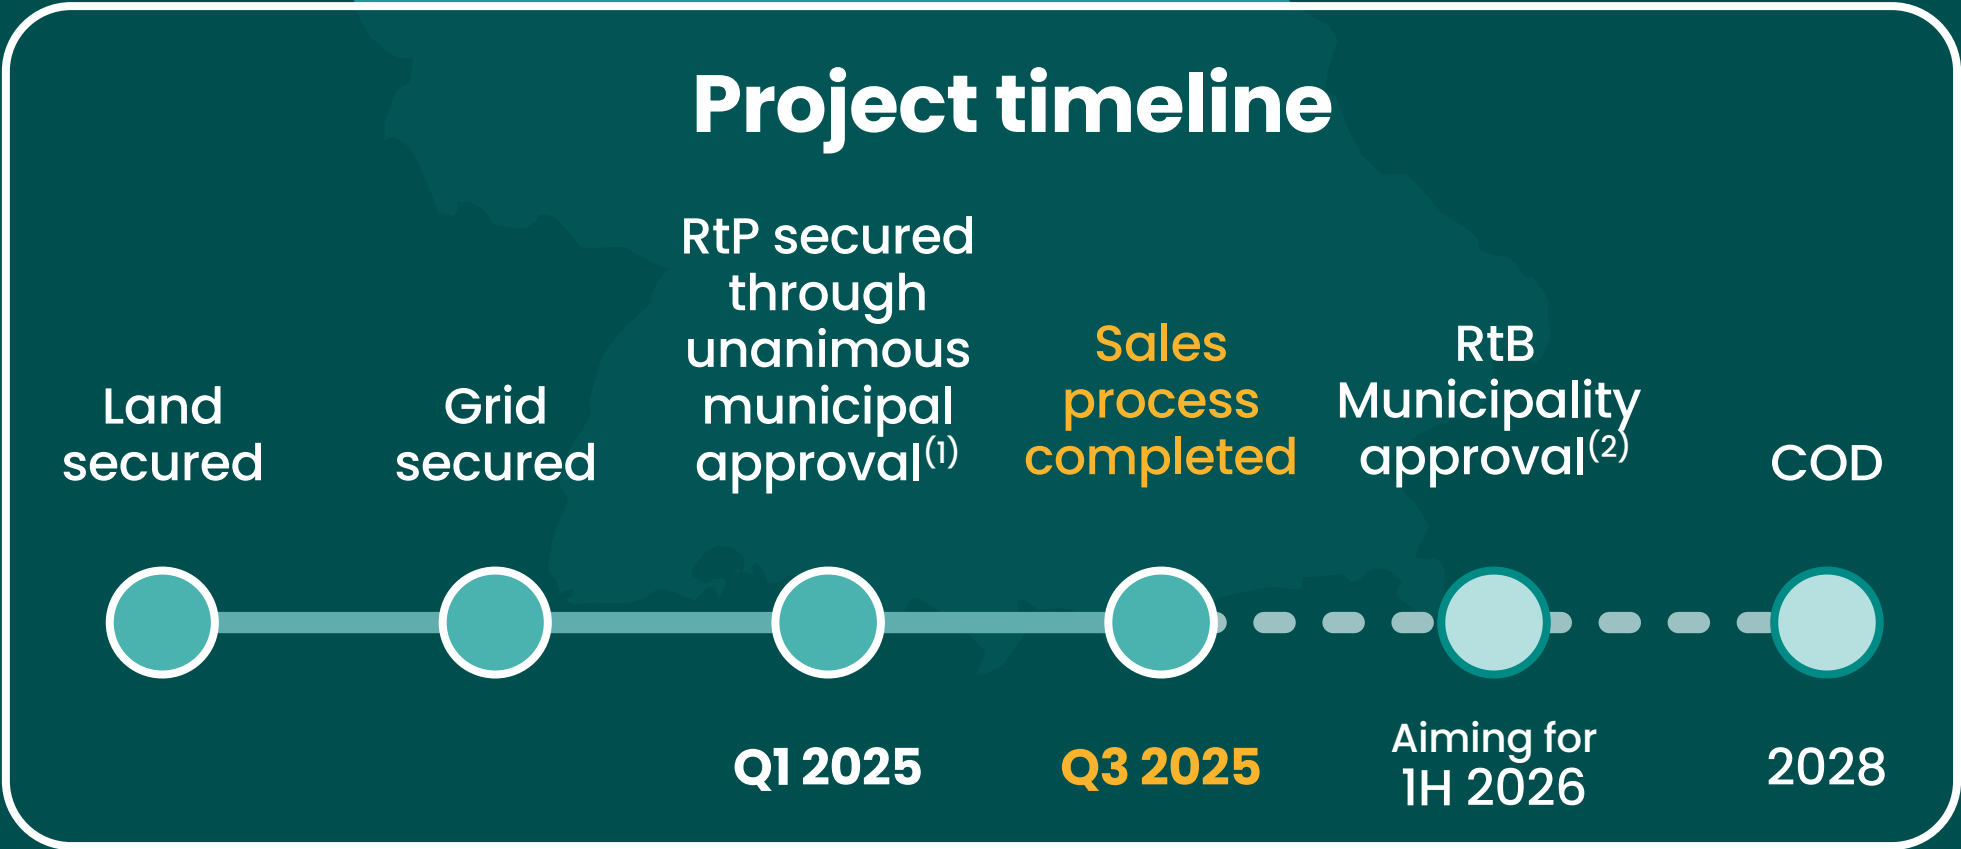 Project timeline
Land
secured
Grid
secured
RtP secured
through
unanimous
municipal
approval(1)
Sales
process
completed
RtB
Municipality
approval(2)
COD
Q1 2025
Q3 2025
Aiming for
1H 2026
2028